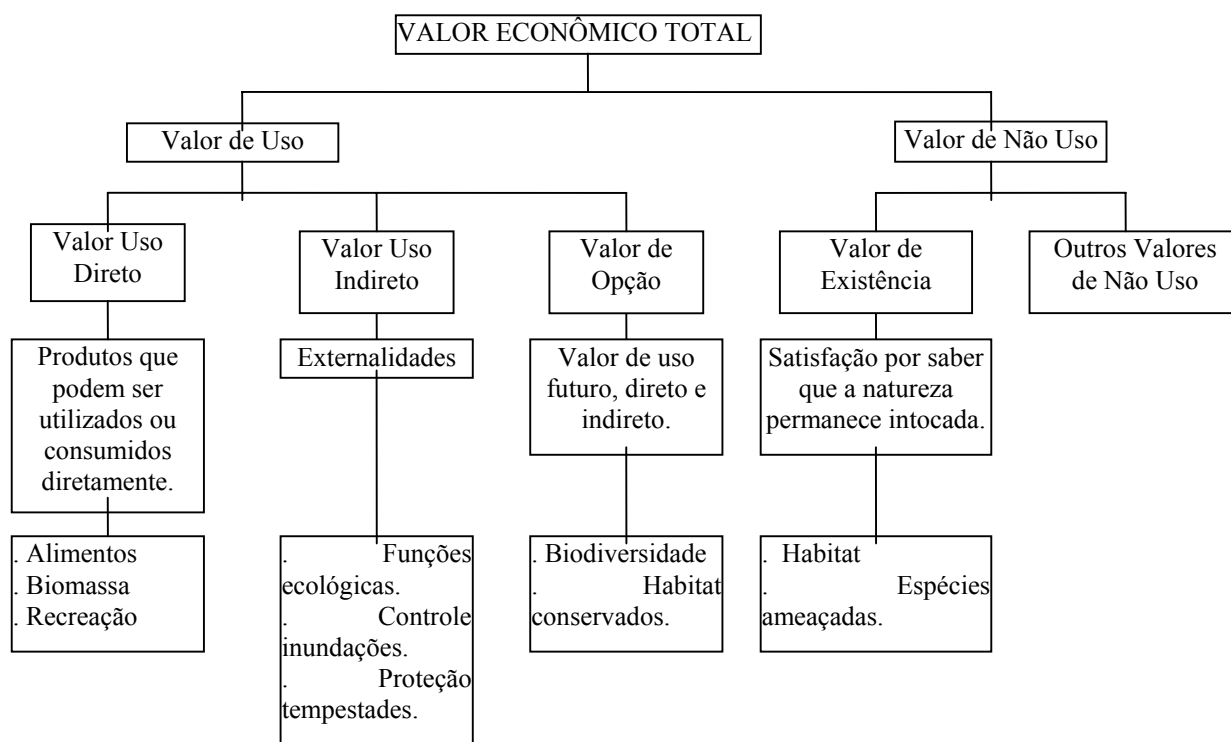 VALOR ECONÔMICO TOTAL
Valor de Uso
Valor de Não Uso
Valor Uso
Direto
Valor Uso
Indireto
Valor de
Opção
Valor de
Existência
Outros Valores
de Não Uso
Produtos que
podem ser
utilizados ou
consumidos
diretamente.
Externalidades
Valor de uso
futuro, direto e
indireto.
Satisfação por saber
que a natureza
permanece intocada.
. Alimentos
. Biomassa
. Recreação
. Funções
ecológicas.
. Controle
inundações.
. Proteção
tempestades.
. Biodiversidade
. Habitat
conservados.
. Habitat
. Espécies
ameaçadas.